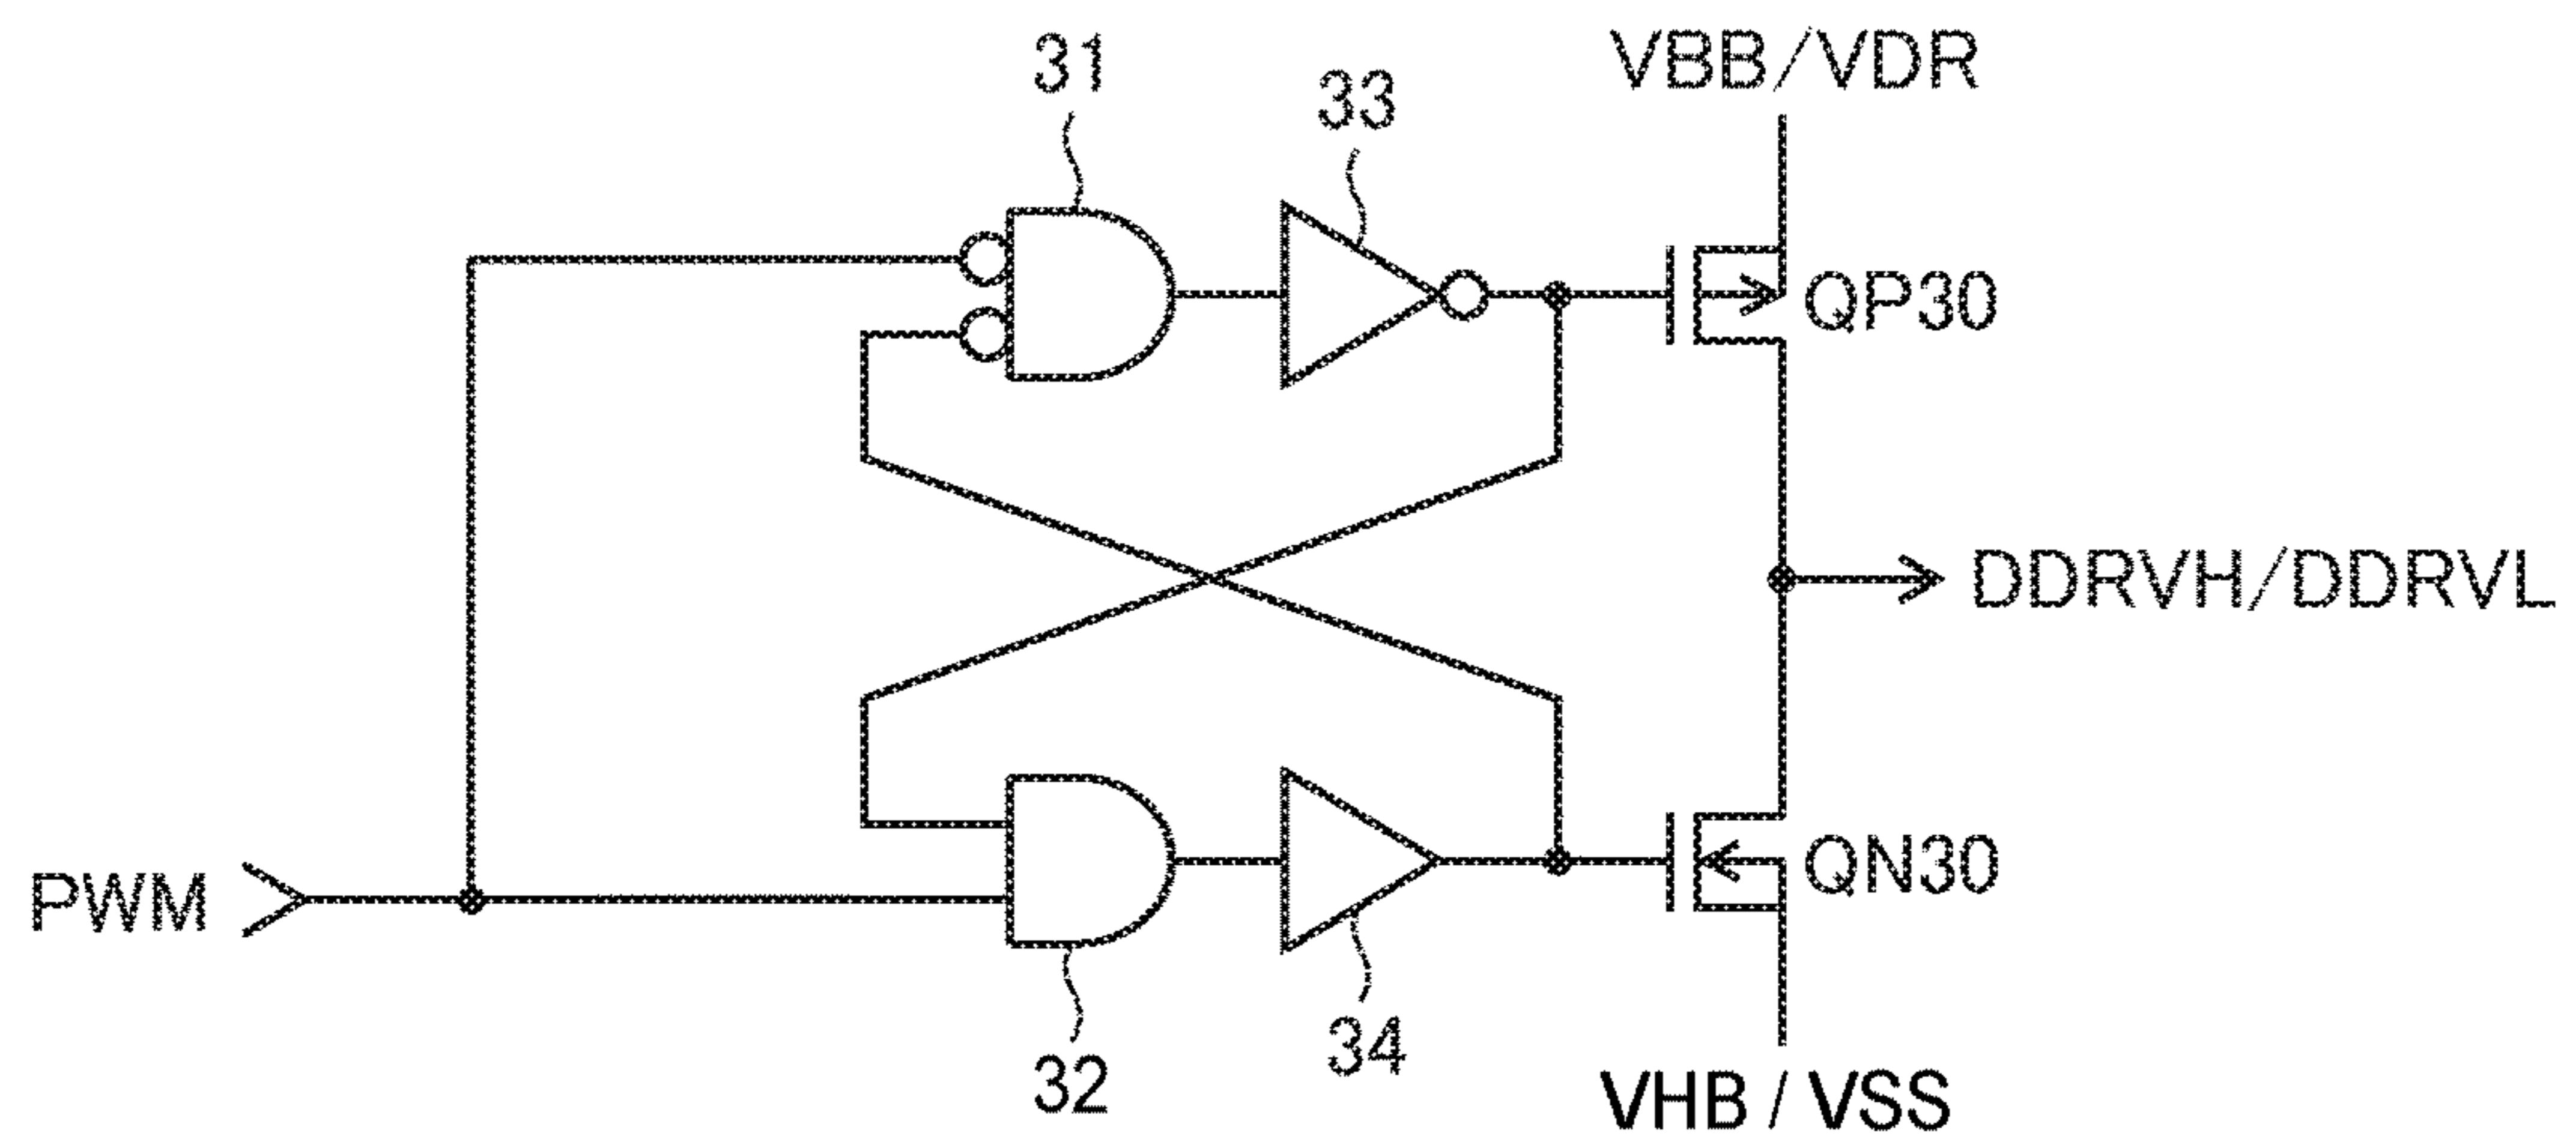 31
33
VBB/VDR
QP30
DDRVH/DDRVL
PWM
QN30
32
34
VHB / VSS